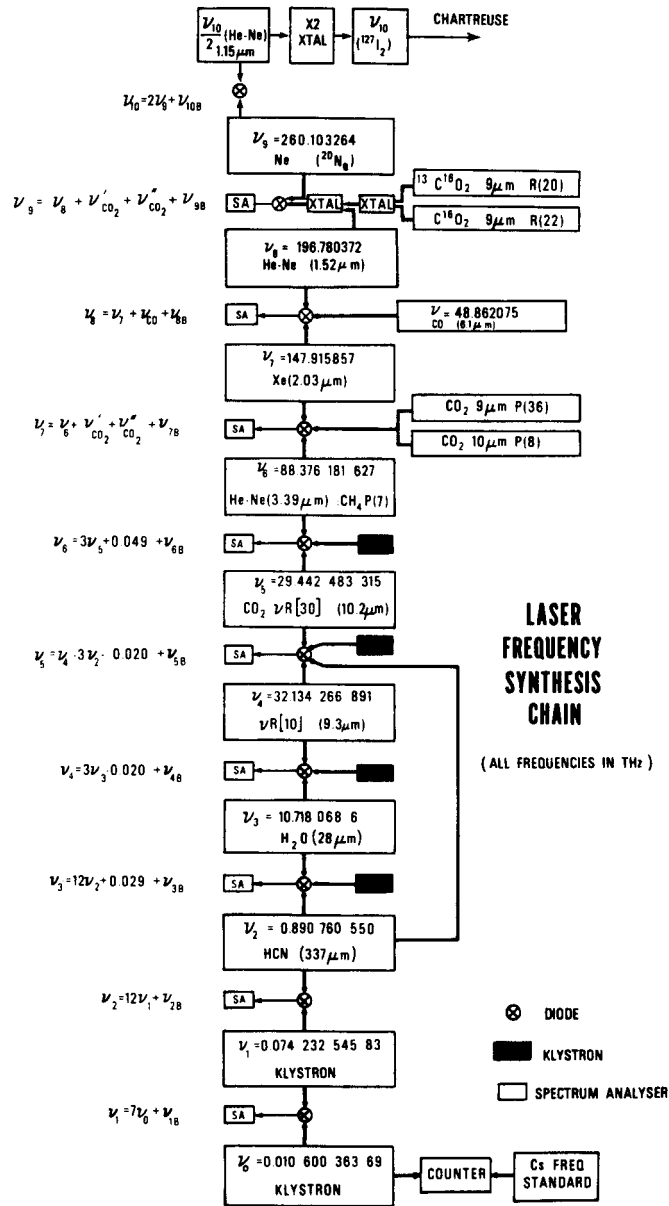 ν10/2 (He-Ne) 1.15μm
X2 XTAL
ν10 (127I2)
CHARTREUSE
ν10=2ν9+ν10B
ν9=260.103264
Ne (20Ne)
ν9 = ν8 + ν'CO2 + ν''CO2 + ν9B
SA
XTAL
XTAL
13 C16O2 9μm R(20)
C16O2 9μm R(22)
ν8 = 196.780372
He-Ne (1.52μm)
ν8 = ν7 + νCO + ν8B
SA
νCO = 48.862075
(6.1μm)
ν7 =147.915857
Xe(2.03μm)
ν7= ν6+ ν'CO2 + ν''CO2 + ν7B
SA
CO2 9μm P(36)
CO2 10μm P(8)
ν6=88.376 181 627
He-Ne(3.39μm) .CH4 P(7)
ν6 =3ν5+0.049 +ν6B
SA
ν5=29.442 483 315
CO2 νR[30] (10.2μm)
LASER
FREQUENCY
SYNTHESIS
CHAIN
(ALL FREQUENCIES IN THz)
ν5 =ν4 ·3ν2 · 0.020 +ν5B
SA
ν4=32.134 266 891
νR[10] (9.3μm)
ν4 =3ν3·0.020 +ν4B
SA
ν3 = 10.718 068 6
H2O(28μm)
ν3=12ν2+0.029 +ν3B
SA
ν2 = 0.890 760 550
HCN (337μm)
ν2=12ν1+ν2B
SA
DIODE
ν1=0.074 232 545 83
KLYSTRON
KLYSTRON
SPECTRUM ANALYSER
ν1=7ν0+ν1B
SA
ν0=0.010 600 363 69
KLYSTRON
COUNTER
Cs FREQ
STANDARD